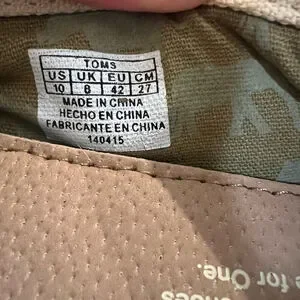 TOMS
US UK EU CM
10 8 42 27
MADE IN CHINA
HECHO EN CHINA
FABRICANTE EN CHINA
140415
for One.